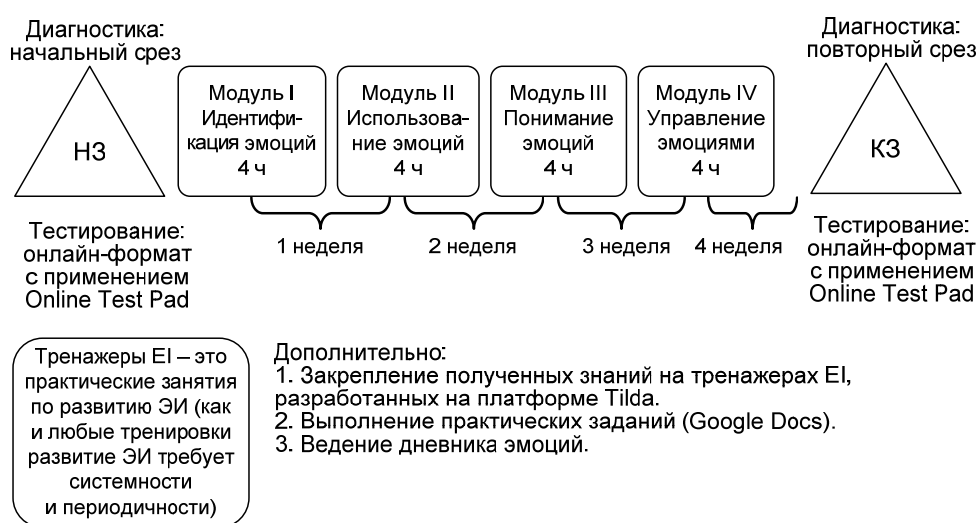 Диагностика:
начальный срез
НЗ
Тестирование:
онлайн-формат
с применением
Online Test Pad
Модуль I
Идентифи-
кация эмоций
4 ч
Модуль II
Использова-
ние эмоций
4 ч
Модуль III
Понимание
эмоций
4 ч
Модуль IV
Управление
эмоциями
4 ч
1 неделя
2 неделя
3 неделя
4 неделя
Диагностика:
повторный срез
КЗ
Тестирование:
онлайн-формат
с применением
Online Test Pad
Тренажеры EI – это
практические занятия
по развитию ЭИ (как
и любые тренировки
развитие ЭИ требует
системности
и периодичности)
Дополнительно:
1. Закрепление полученных знаний на тренажерах EI,
разработанных на платформе Tilda.
2. Выполнение практических заданий (Google Docs).
3. Ведение дневника эмоций.